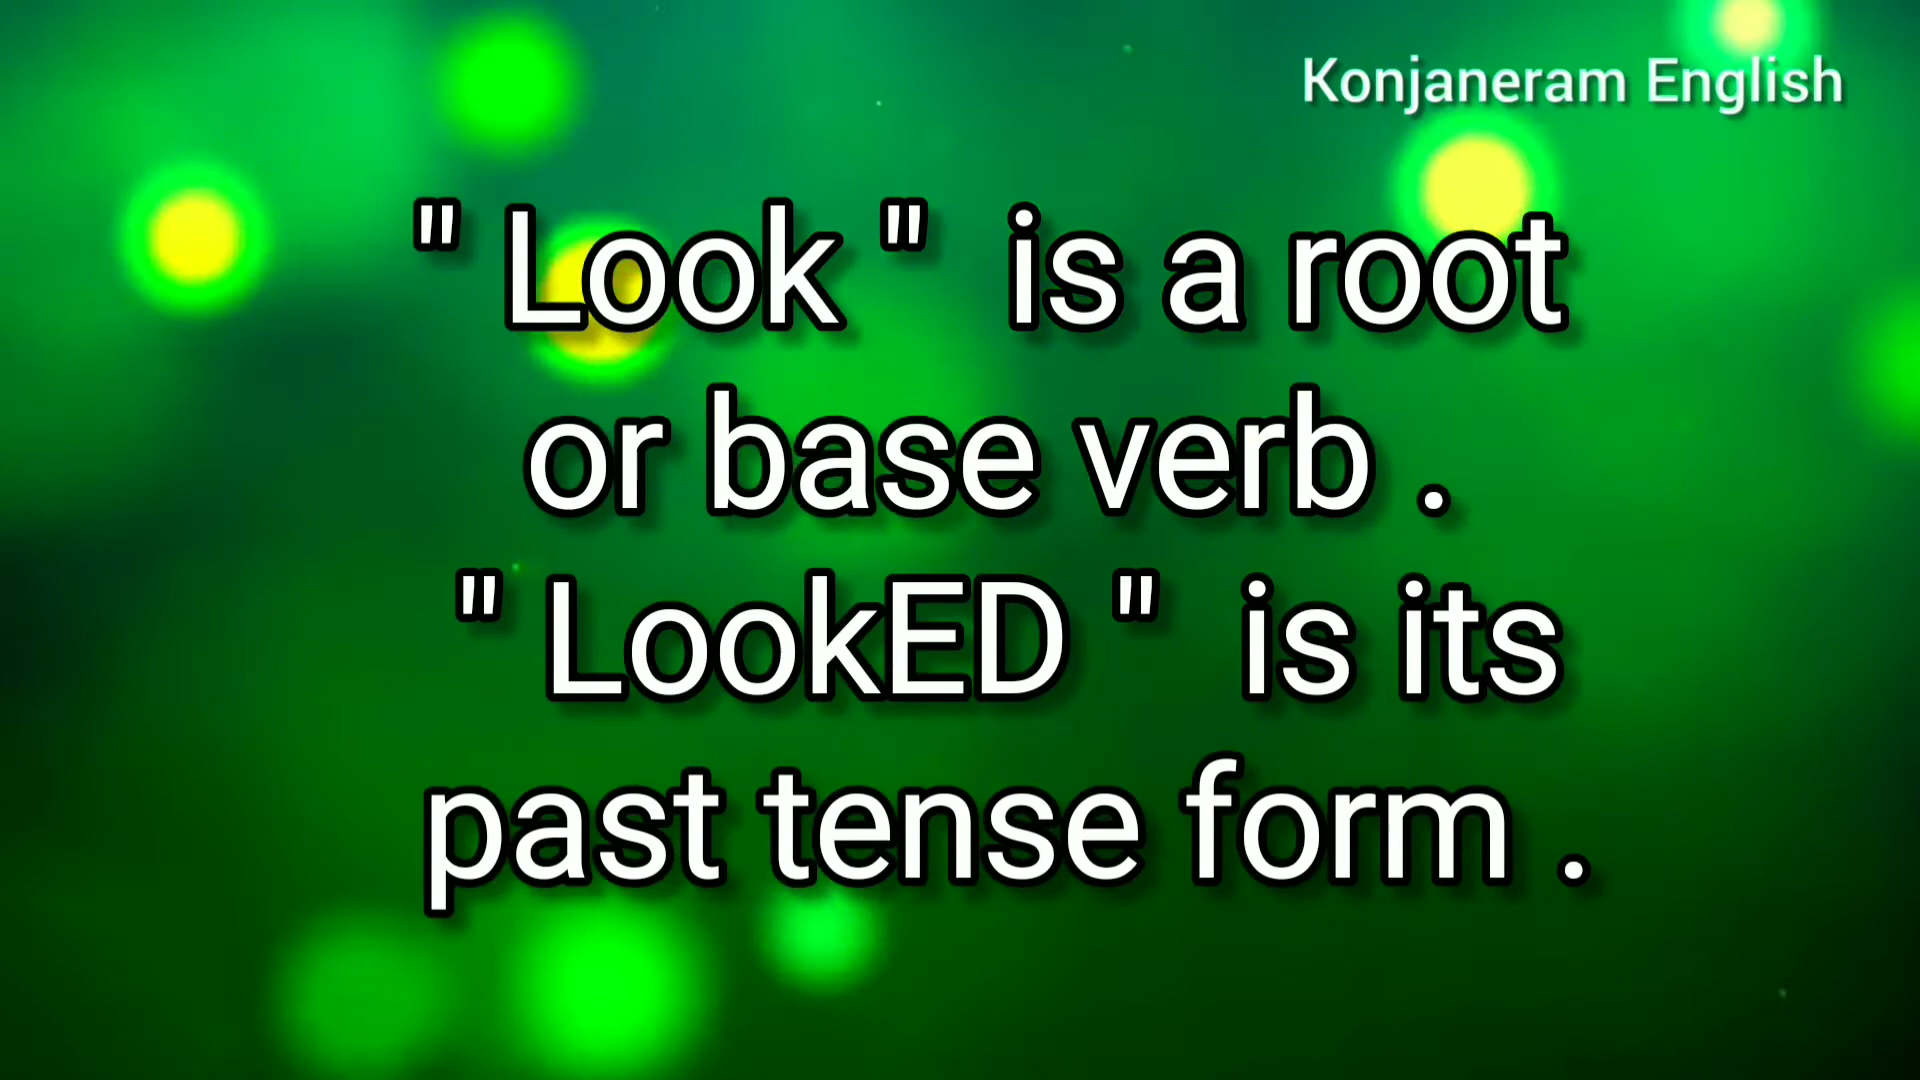 Konjaneram English
" Look "  is a root
or base verb .
" LookED "  is its
past tense form .